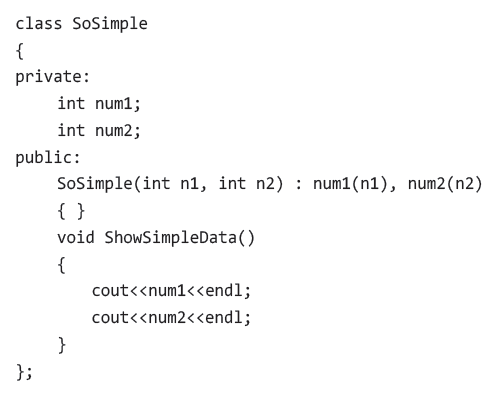 class SoSimple
{
private:
    int num1;
    int num2;
public:
    SoSimple(int n1, int n2) : num1(n1), num2(n2)
    { }
    void ShowSimpleData()
    {
        cout<<num1<<endl;
        cout<<num2<<endl;
    }
};